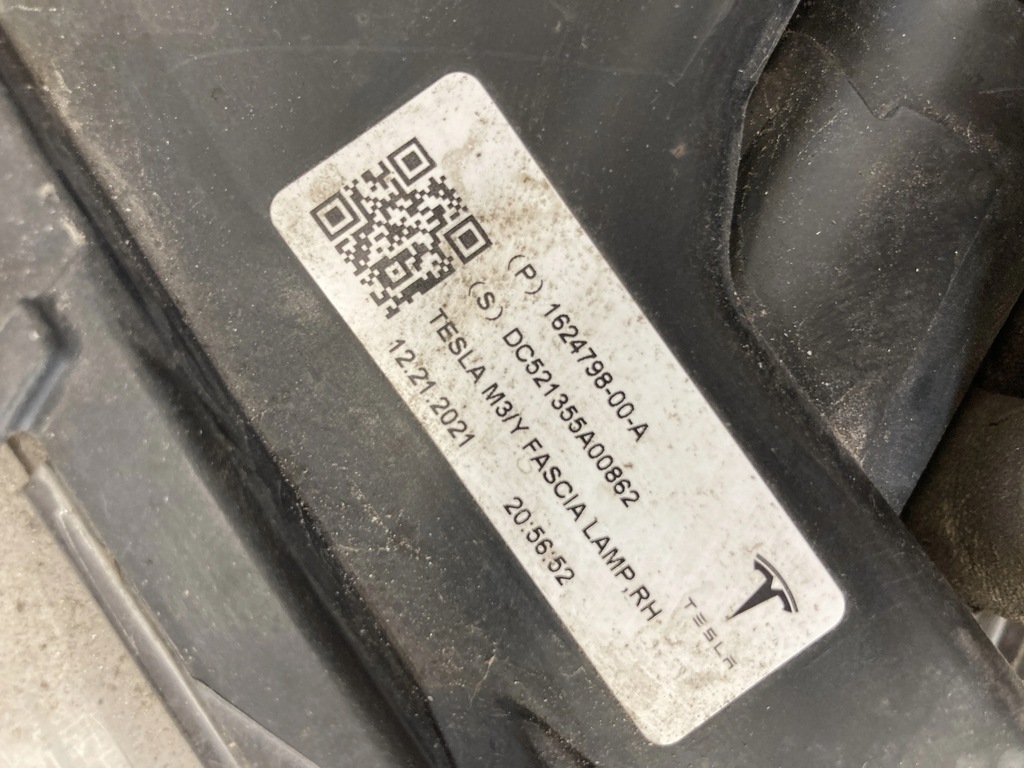 (P) 1624798-00-A
(S) DC521355A00862
TESLA M3/Y FASCIA LAMP,RH
12.21.2021 20:56:52
TESLA